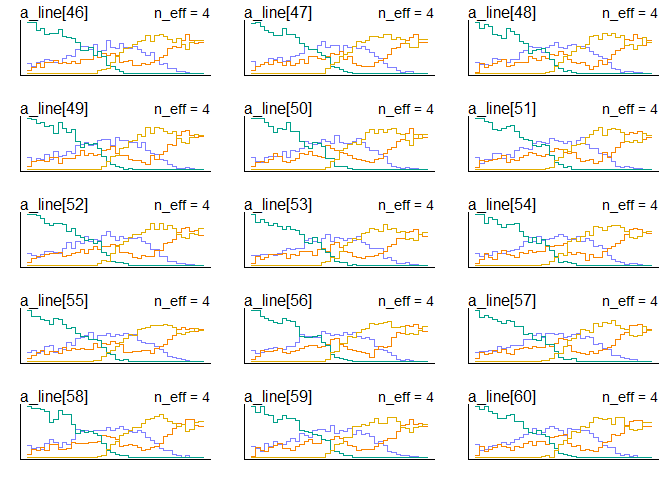 a_line[46] n_eff = 4 a_line[47] n_eff = 4 a_line[48] n_eff = 4
a_line[49] n_eff = 4 a_line[50] n_eff = 4 a_line[51] n_eff = 4
a_line[52] n_eff = 4 a_line[53] n_eff = 4 a_line[54] n_eff = 4
a_line[55] n_eff = 4 a_line[56] n_eff = 4 a_line[57] n_eff = 4
a_line[58] n_eff = 4 a_line[59] n_eff = 4 a_line[60] n_eff = 4